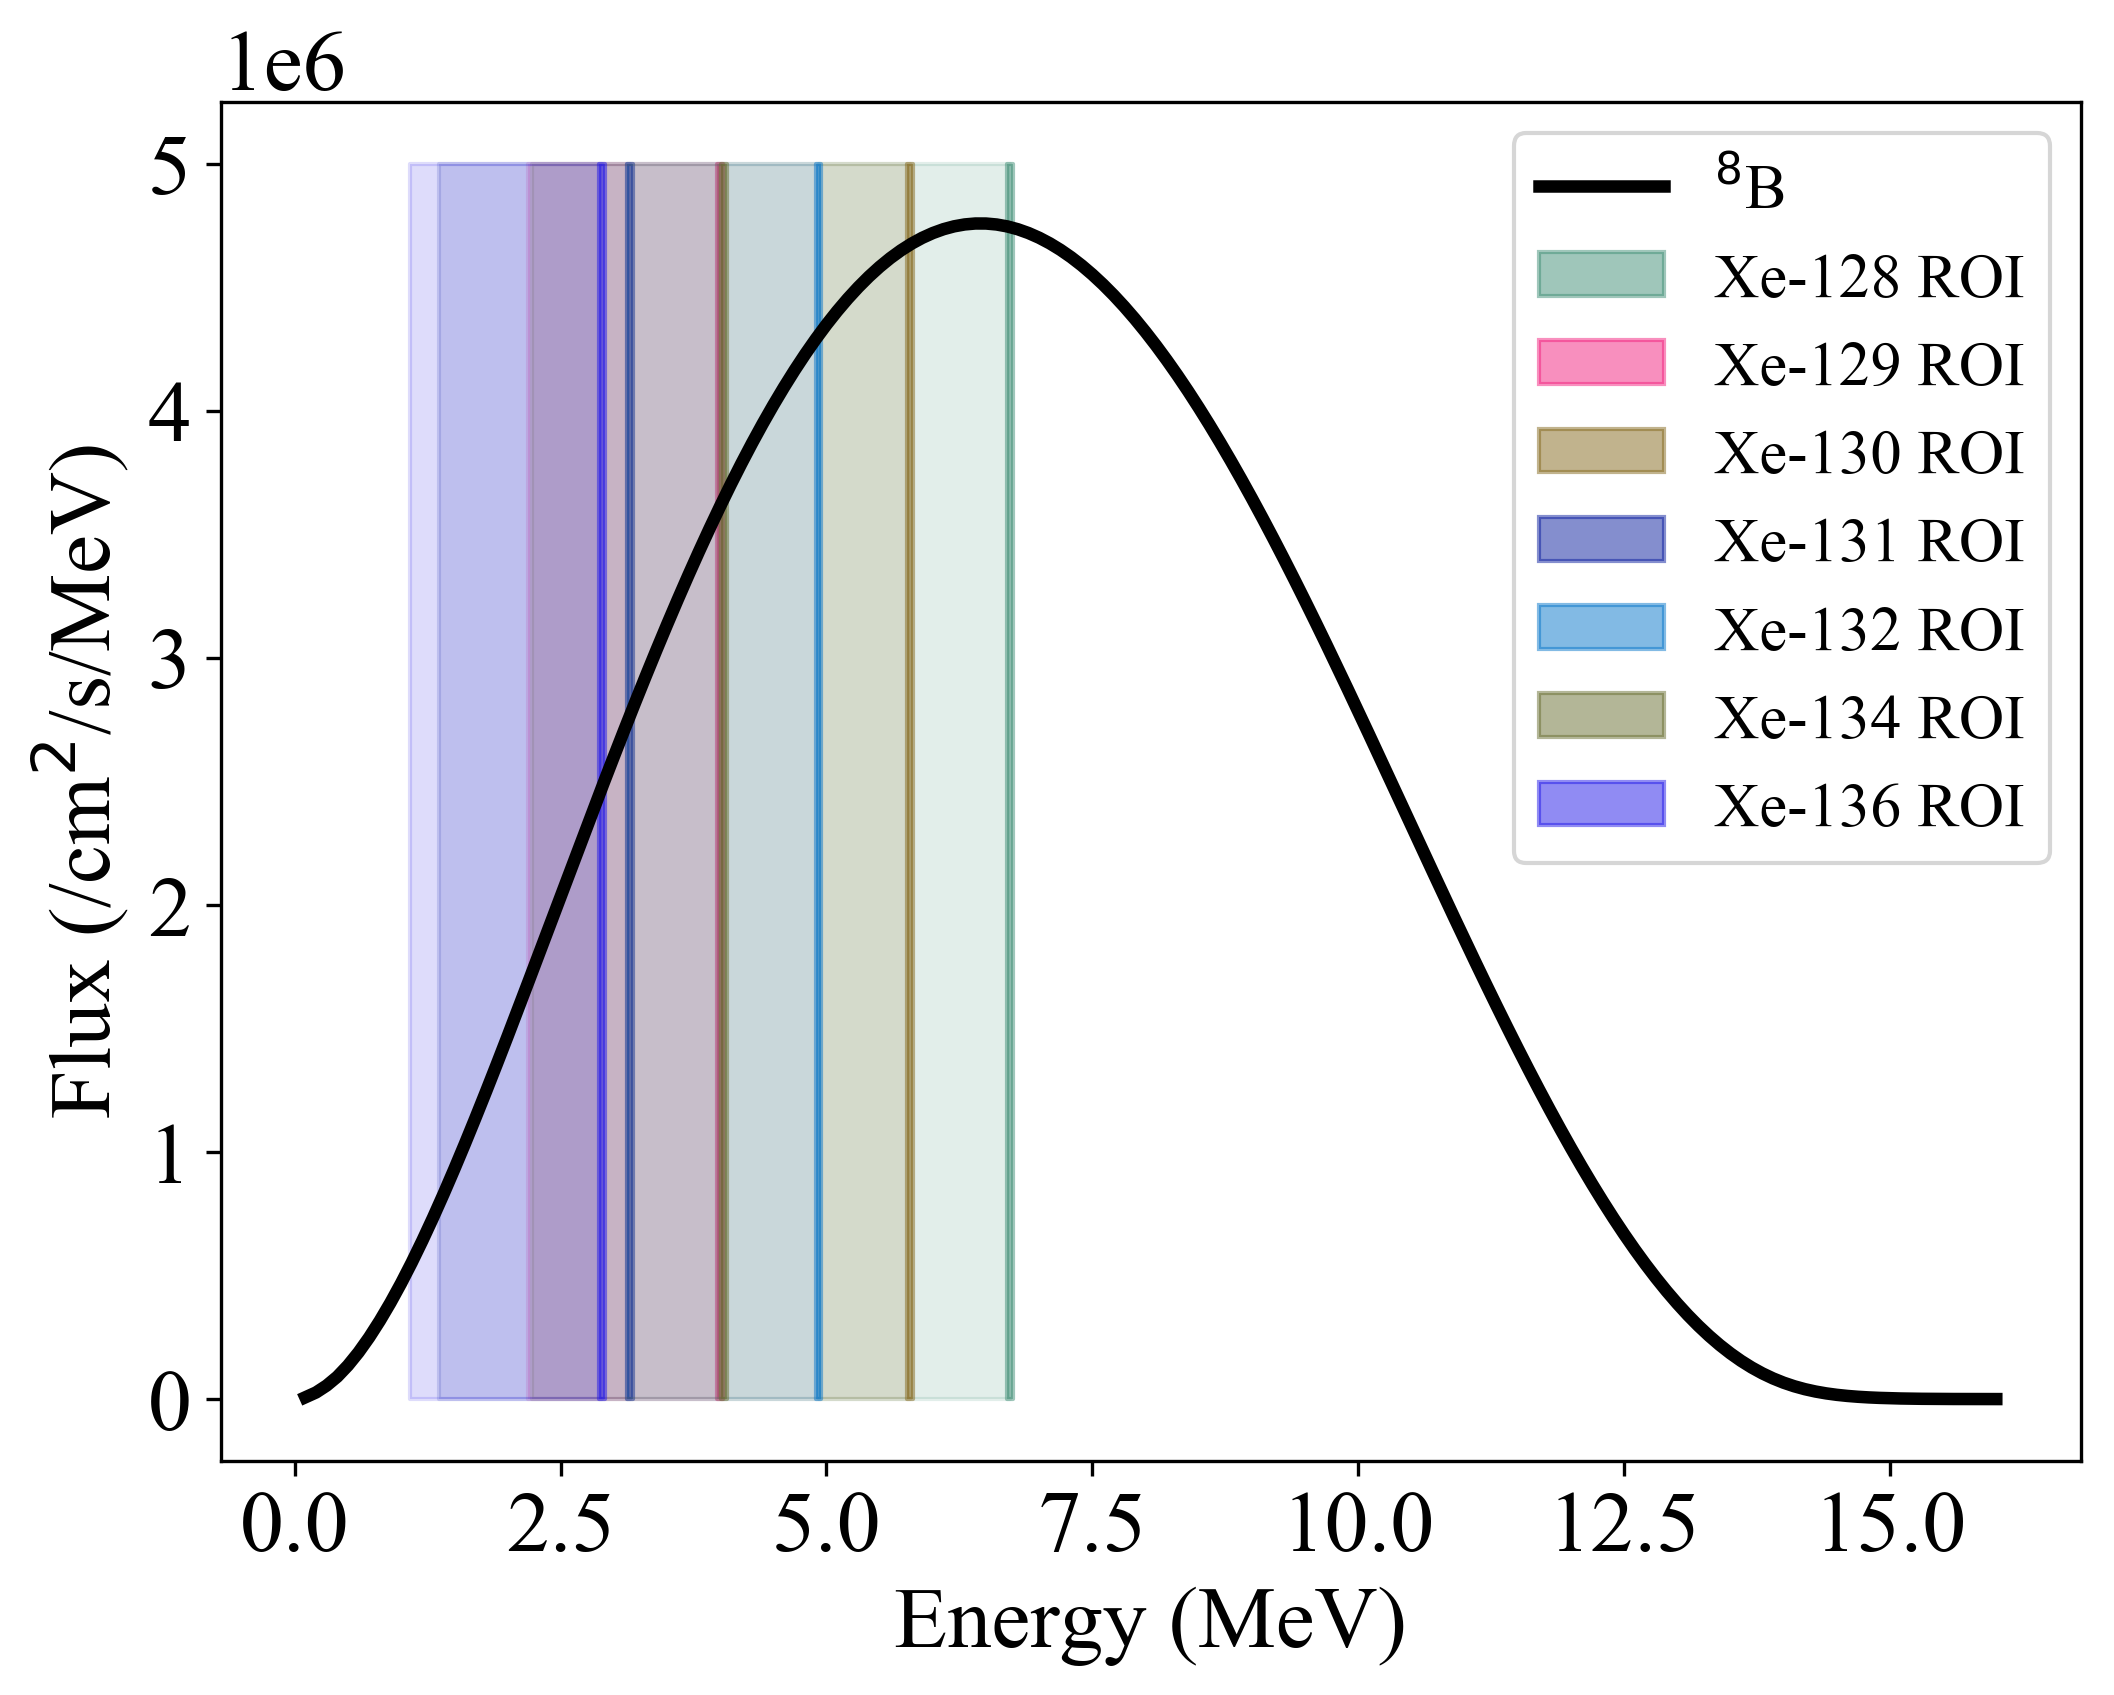 1e6
5
4
3
2
1
0
Flux (/cm²/s/MeV)
0.0 2.5 5.0 7.5 10.0 12.5 15.0
Energy (MeV)
⁸B
Xe-128 ROI
Xe-129 ROI
Xe-130 ROI
Xe-131 ROI
Xe-132 ROI
Xe-134 ROI
Xe-136 ROI